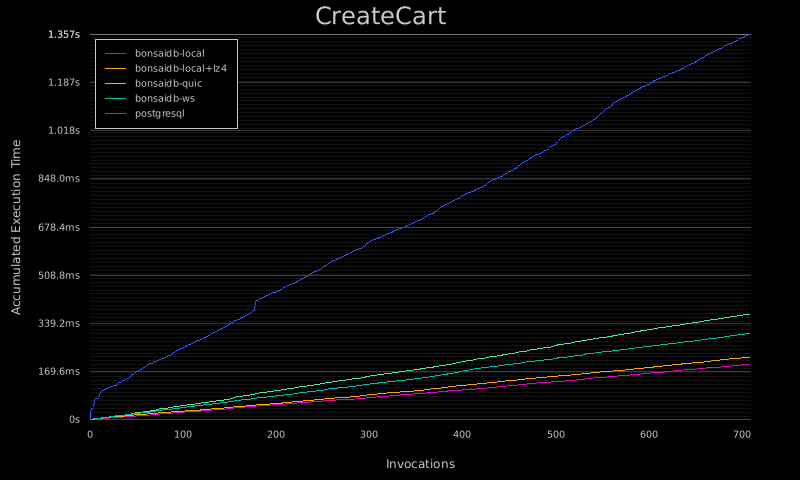 CreateCart
1.357s
bonsaidb-local
bonsaidb-local+lz4
bonsaidb-quic
bonsaidb-ws
postgresql
1.187s
1.018s
848.0ms
678.4ms
508.8ms
339.2ms
169.6ms
0s
Accumulated Execution Time
0 100 200 300 400 500 600 700
Invocations